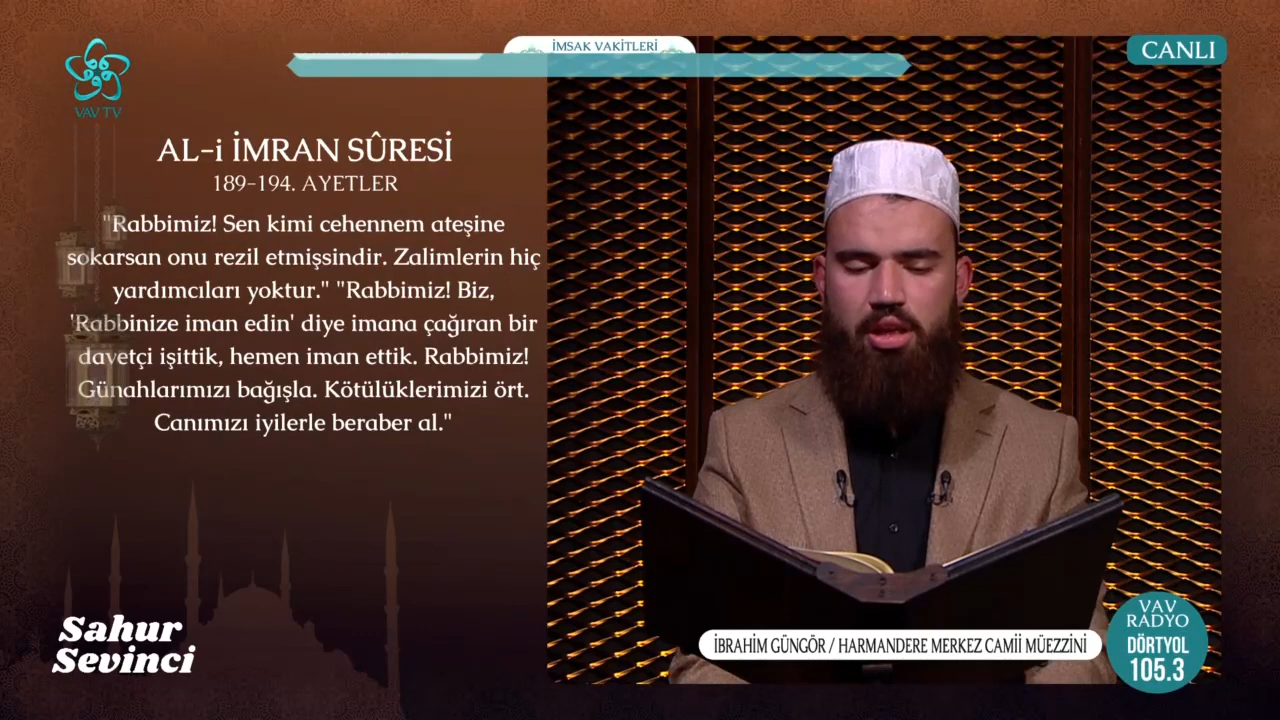 VAV TV
İMSAK VAKİTLERİ
CANLI
AL-i İMRAN SÛRESİ
189-194. AYETLER
"Rabbimiz! Sen kimi cehennem ateşine
sokarsan onu rezil etmişsindir. Zalimlerin hiç
yardımcıları yoktur." "Rabbimiz! Biz,
'Rabbinize iman edin' diye imana çağıran bir
davetçi işittik, hemen iman ettik. Rabbimiz!
Günahlarımızı bağışla. Kötülüklerimizi ört.
Canımızı iyilerle beraber al."
Sahur
Sevinci
İBRAHİM GÜNGÖR / HARMANDERE MERKEZ CAMİİ MÜEZZİNİ
VAV
RADYO
DÖRTYOL
105.3